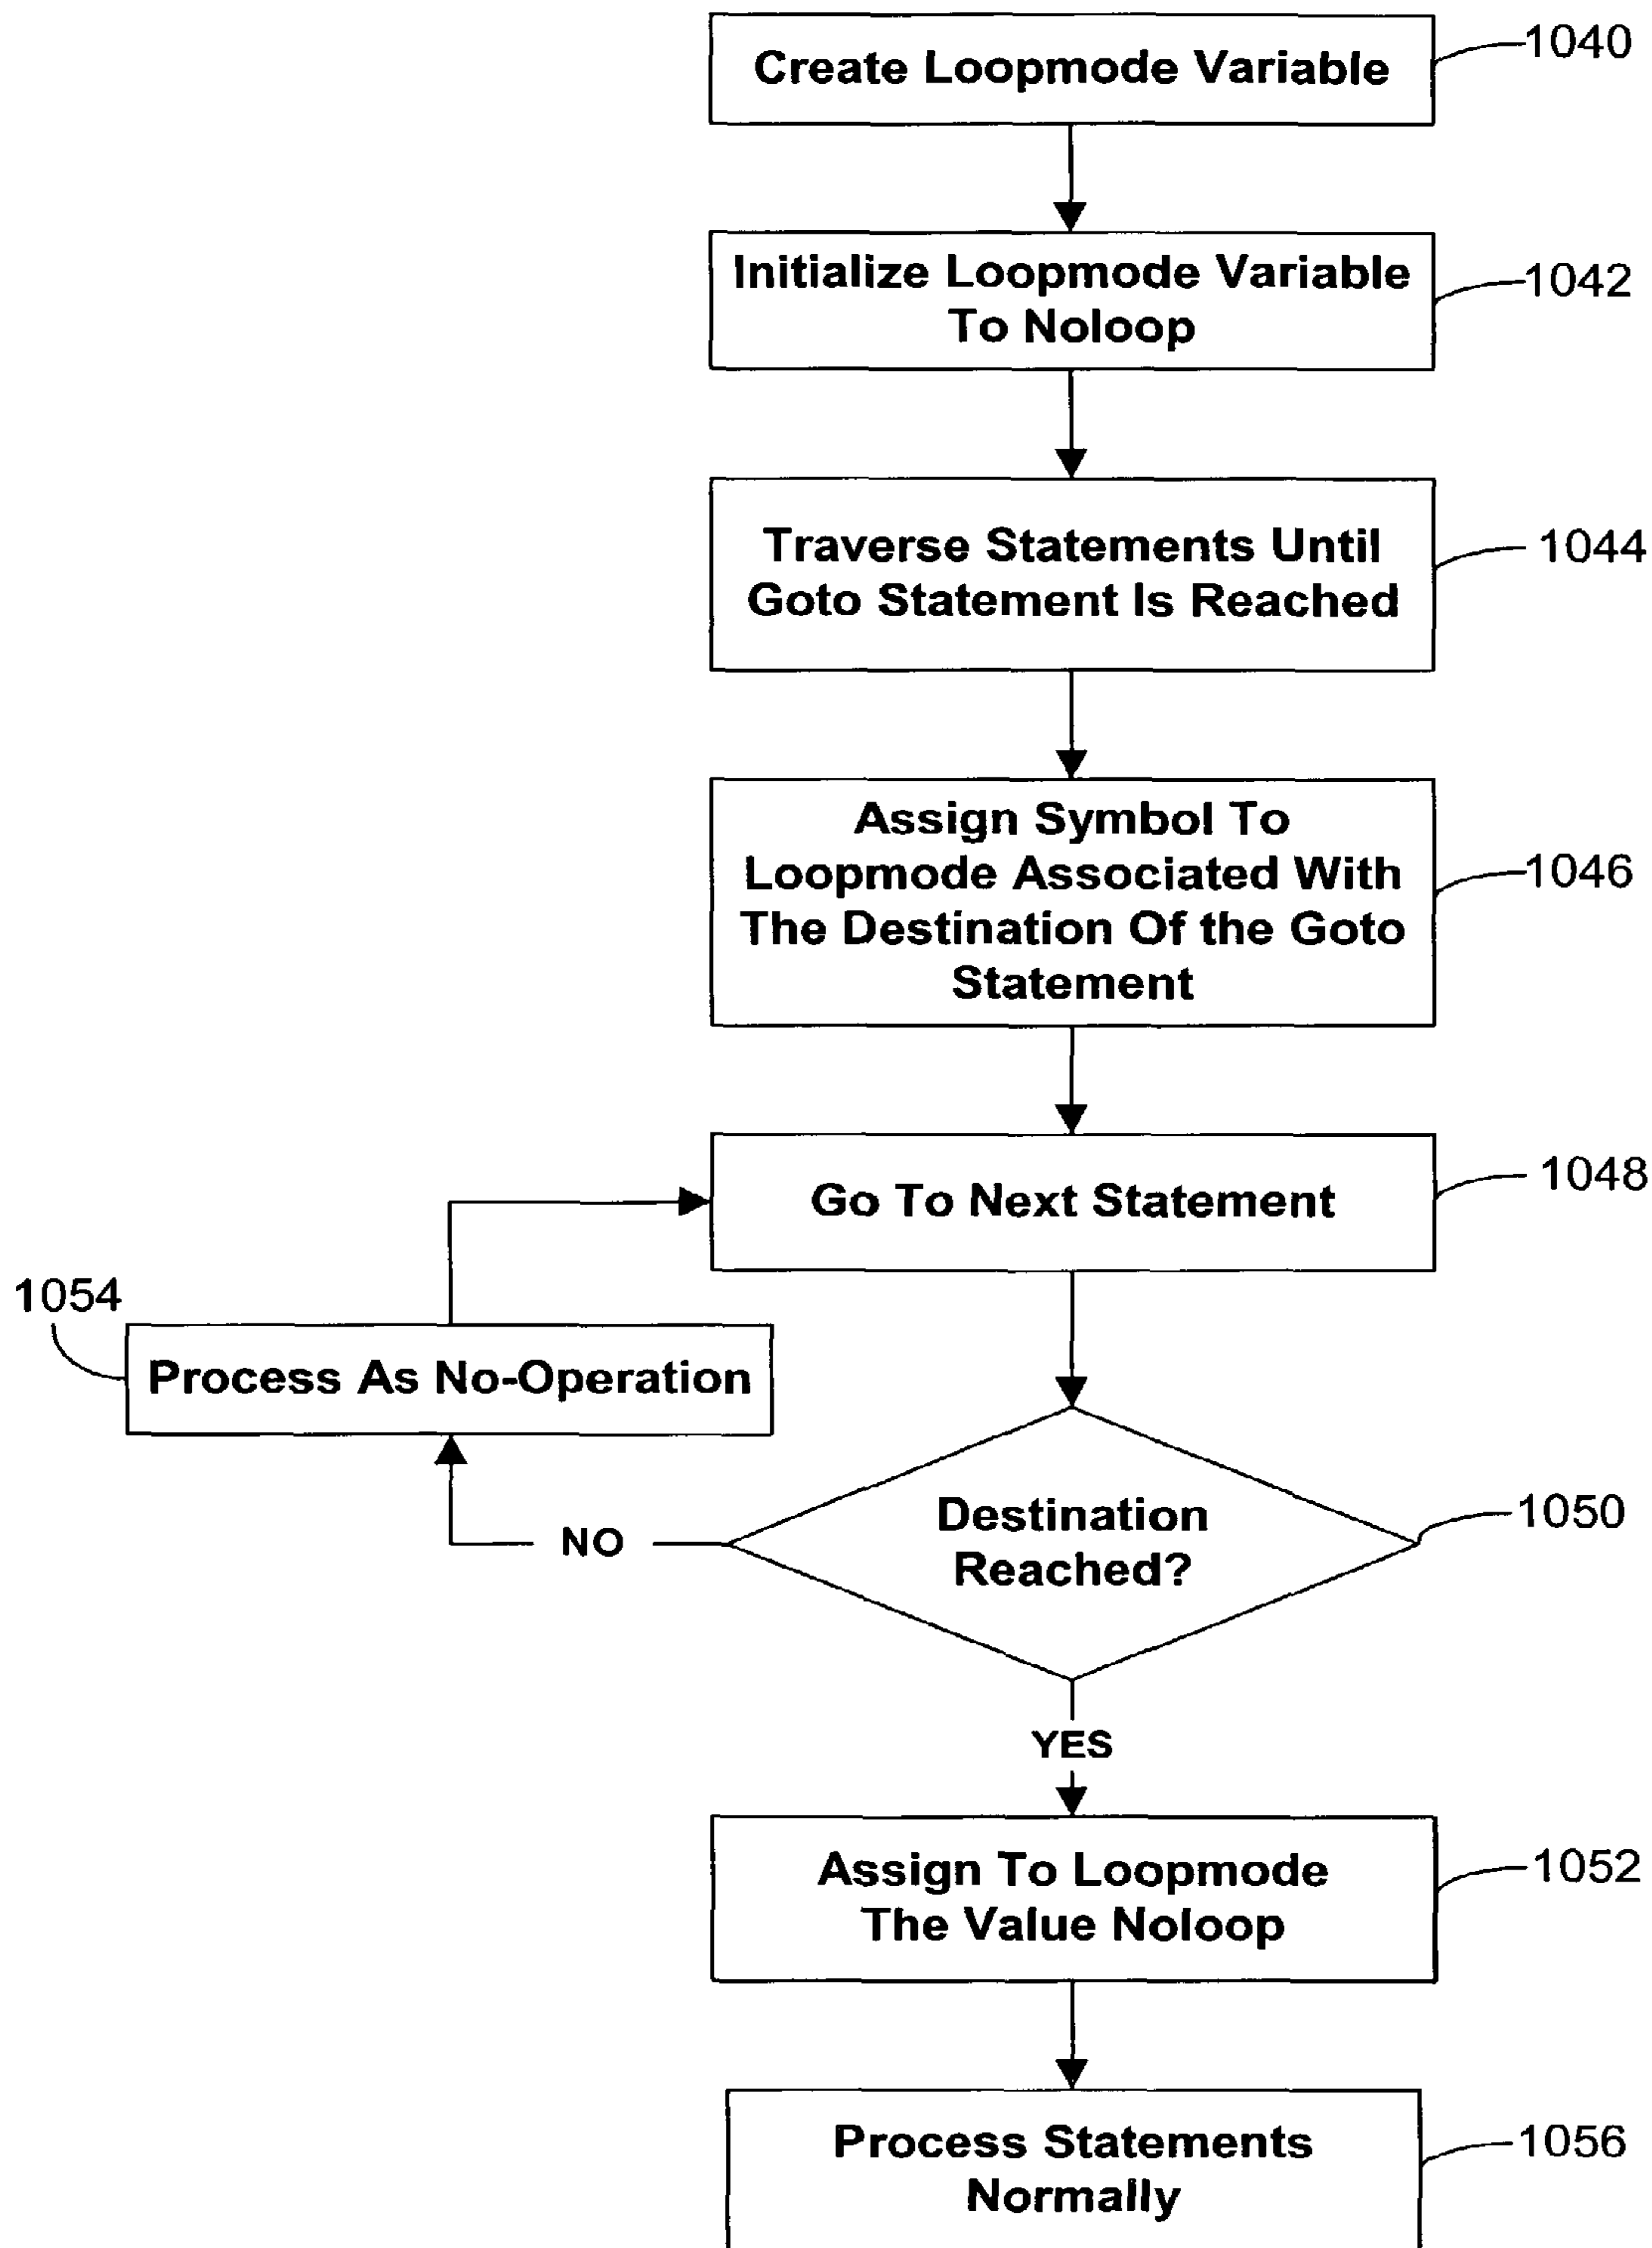 Create Loopmode Variable
1040
Initialize Loopmode Variable
To Noloop
1042
Traverse Statements Until
Goto Statement Is Reached
1044
Assign Symbol To
Loopmode Associated With
The Destination Of the Goto
Statement
1046
Go To Next Statement
1048
1054
Process As No-Operation
Destination
Reached?
1050
NO
YES
Assign To Loopmode
The Value Noloop
1052
Process Statements
Normally
1056